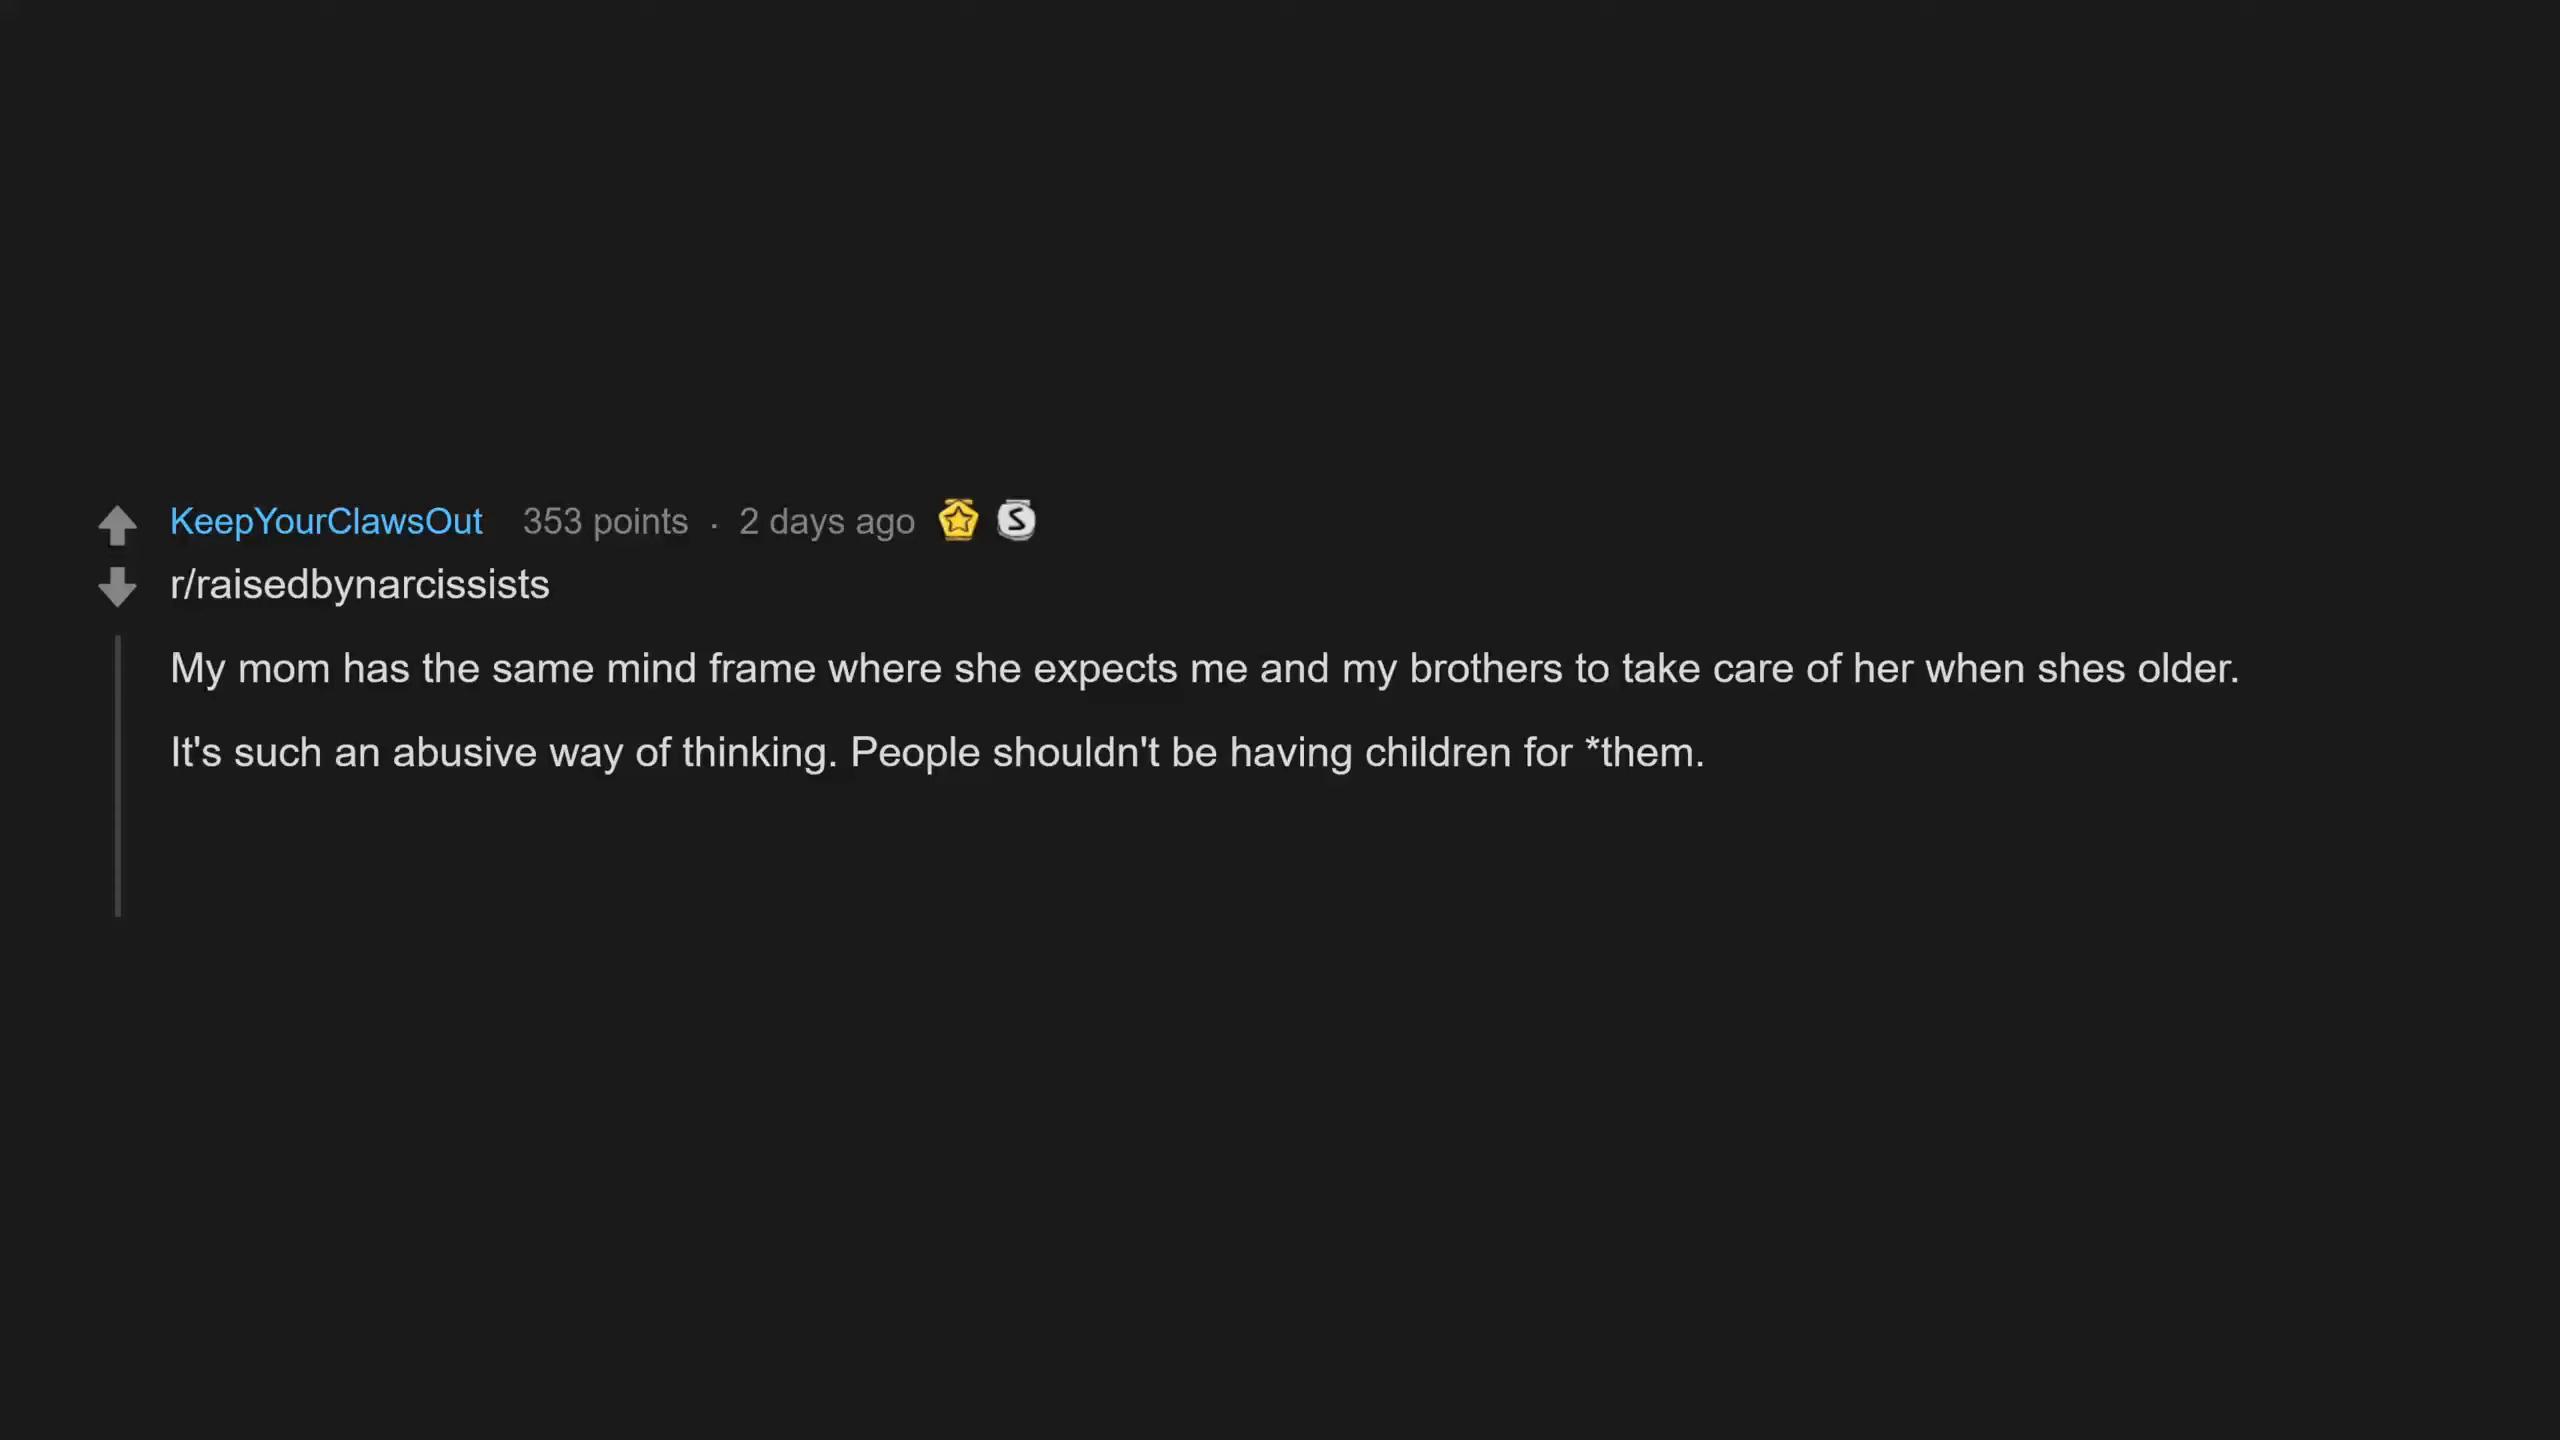 KeepYourClawsOut 353 points · 2 days ago S
r/raisedbynarcissists
My mom has the same mind frame where she expects me and my brothers to take care of her when shes older.
It's such an abusive way of thinking. People shouldn't be having children for *them.